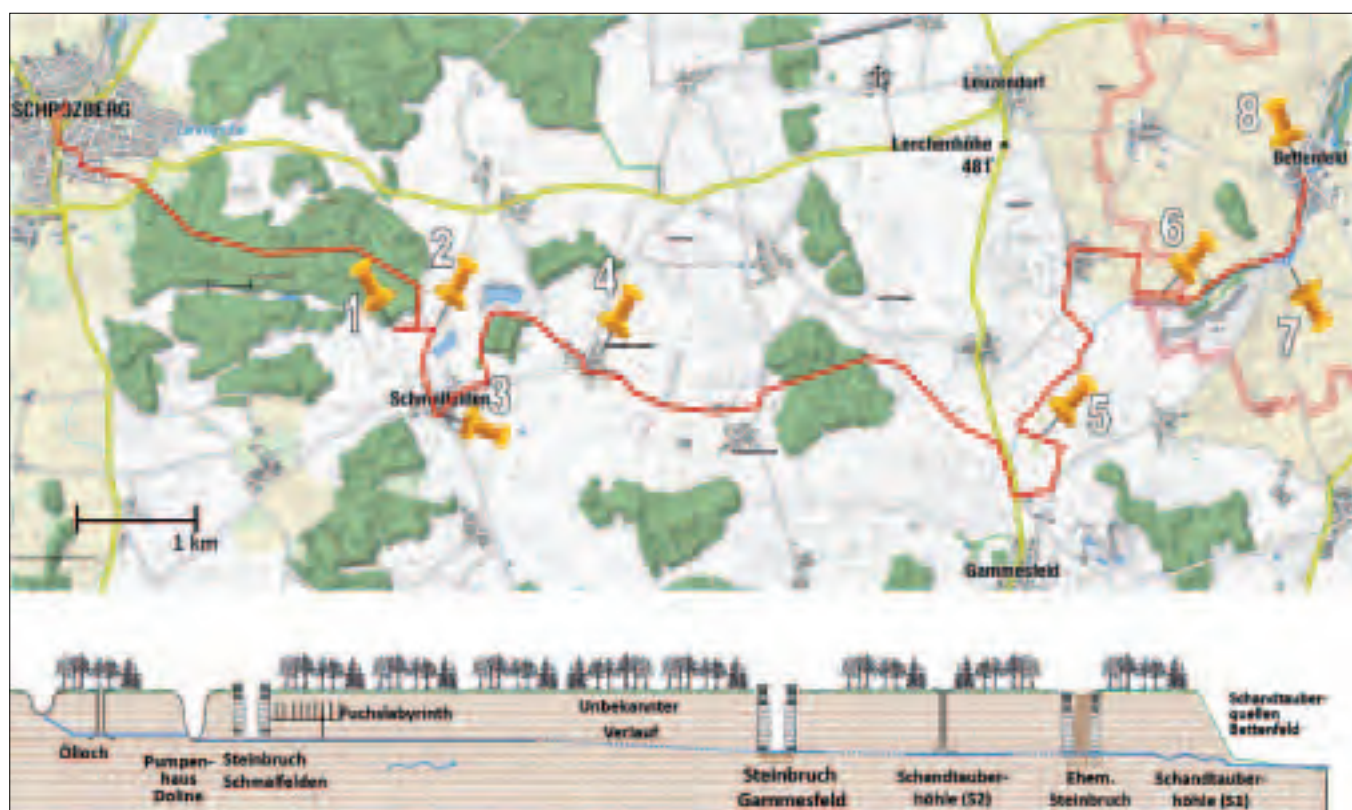 SCHROZBERG
Leuzendorf
Lerchenhöhe
481
8
Bettenfeld
6
2
4
1
7
Schmalfelden
3
5
1 km
Gammesfeld
Fuchslabyrinth
Unbekannter
Verlauf
Schandtauber-
quellen
Bettenfeld
Ölloch
Pumpen-
haus
Doline
Steinbruch
Schmalfelden
Steinbruch
Gammesfeld
Schandtauber-
höhle (S2)
Ehem.
Steinbruch
Schandtauber-
höhle (S1)